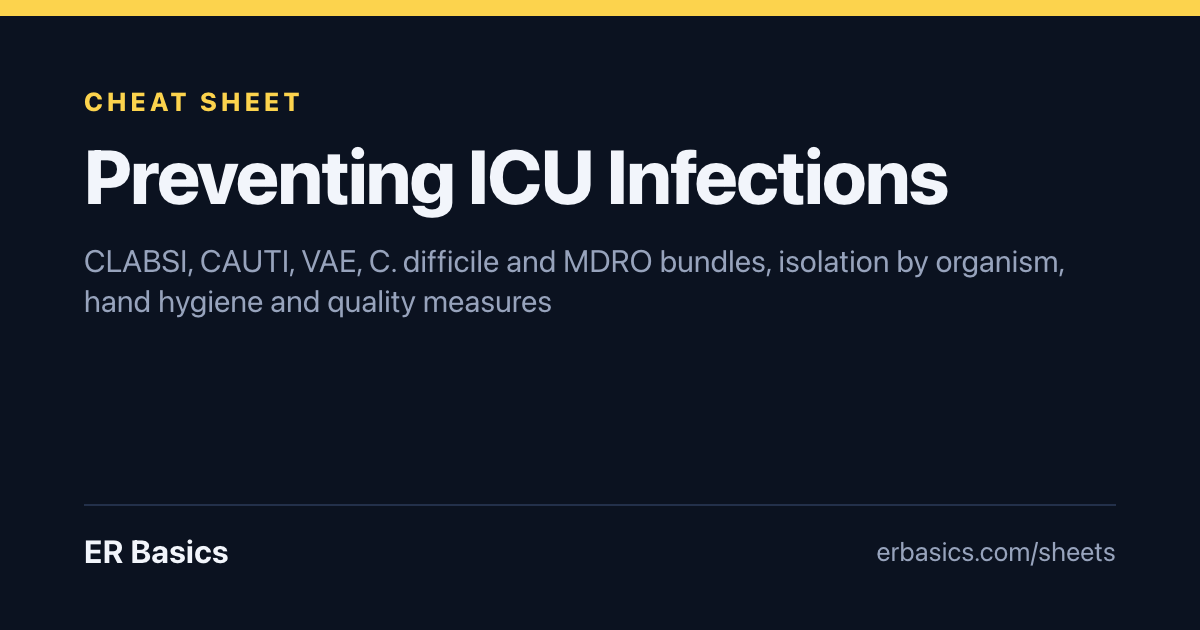 CHEAT SHEET
Preventing ICU Infections
CLABSI, CAUTI, VAE, C. difficile and MDRO bundles, isolation by organism,
hand hygiene and quality measures
ER Basics
erbasics.com/sheets